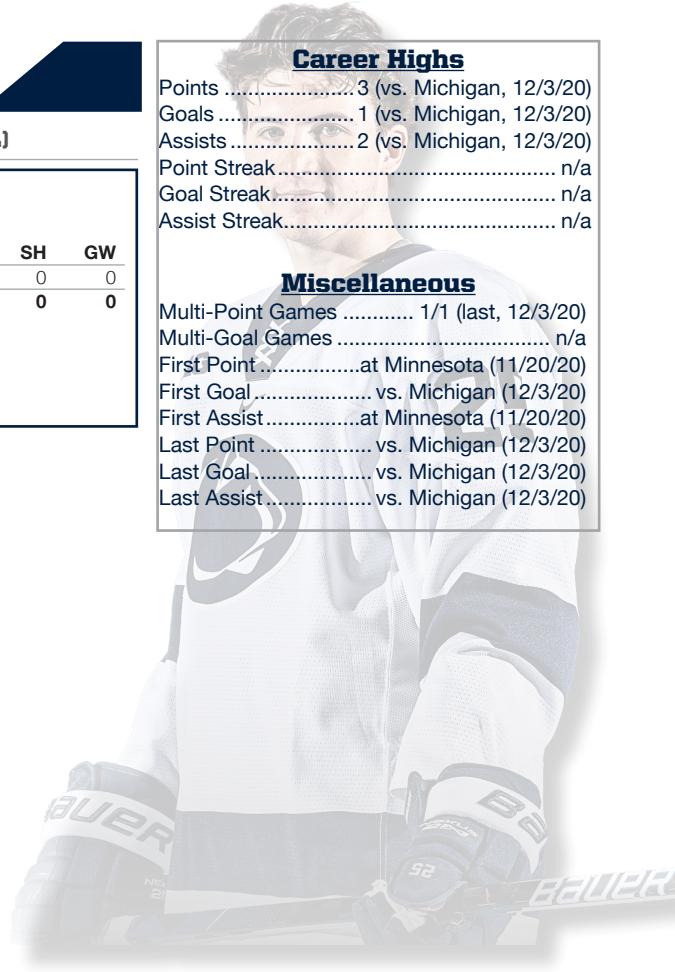 SH GW
0 0
0 0
Career Highs
Points ...................... 3 (vs. Michigan, 12/3/20)
Goals ....................... 1 (vs. Michigan, 12/3/20)
Assists ..................... 2 (vs. Michigan, 12/3/20)
Point Streak ................................................ n/a
Goal Streak ................................................. n/a
Assist Streak ............................................... n/a
Miscellaneous
Multi-Point Games ............ 1/1 (last, 12/3/20)
Multi-Goal Games ..................................... n/a
First Point ................. at Minnesota (11/20/20)
First Goal .................... vs. Michigan (12/3/20)
First Assist ................ at Minnesota (11/20/20)
Last Point ................... vs. Michigan (12/3/20)
Last Goal .................... vs. Michigan (12/3/20)
Last Assist .................. vs. Michigan (12/3/20)
BAUER
BA
25
BAUER